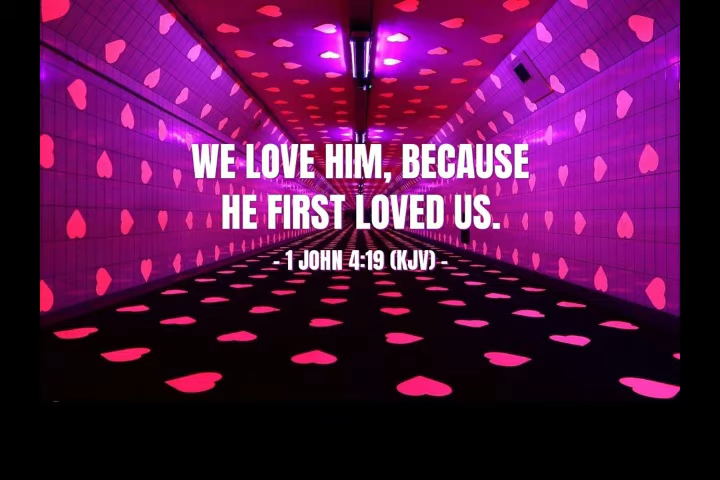 WE LOVE HIM, BECAUSE
HE FIRST LOVED US.
- 1 JOHN 4:19 (KJV) -